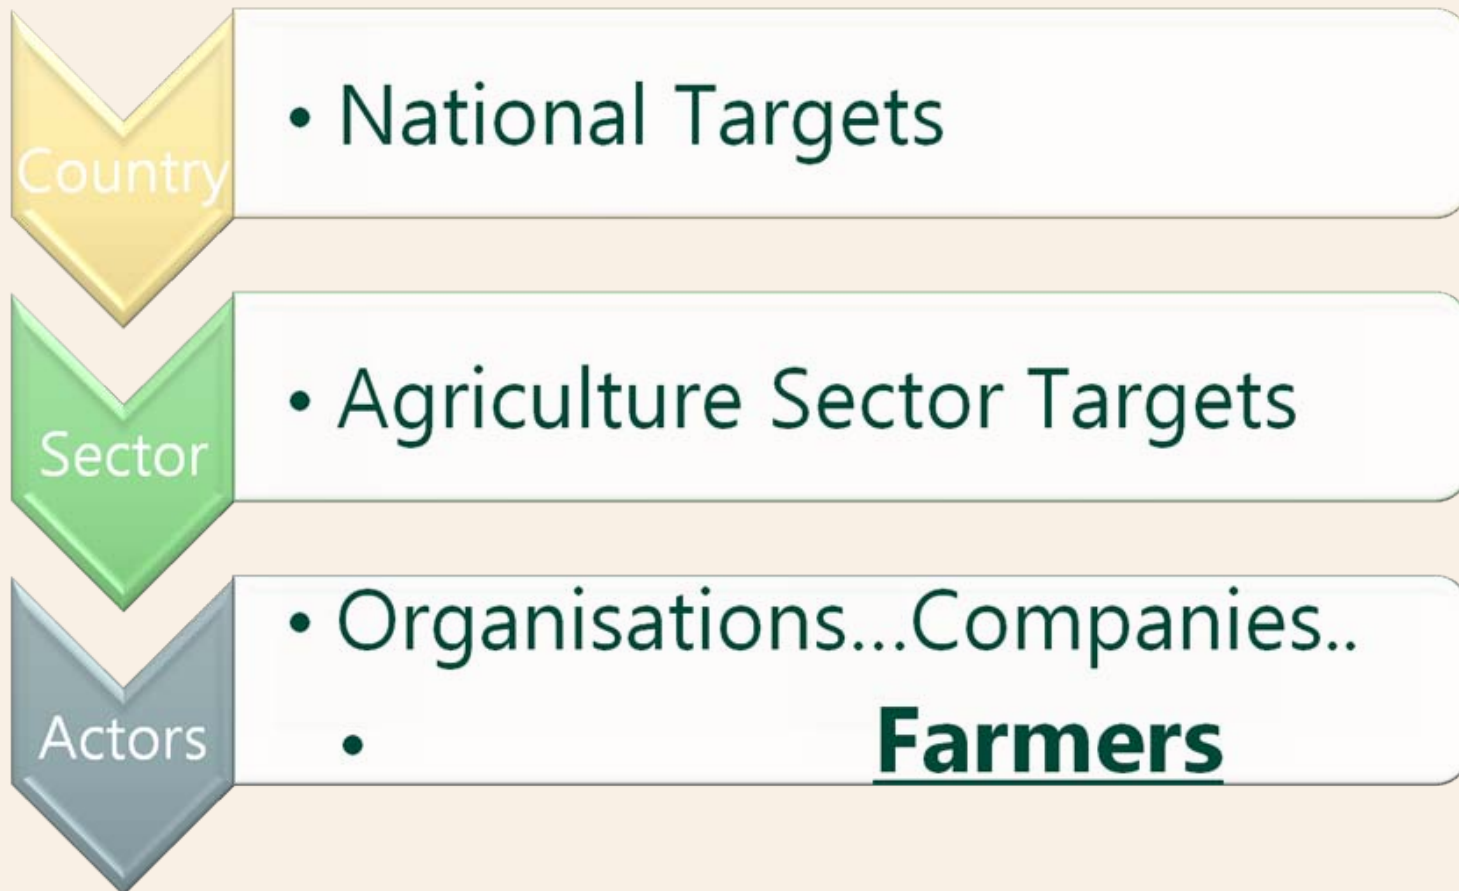 Country
• National Targets
Sector
• Agriculture Sector Targets
Actors
• Organisations...Companies..
• Farmers